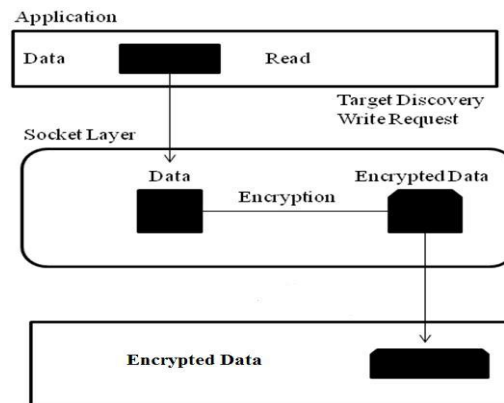 Application
Data Read
Target Discovery
Write Request
Socket Layer
Data Encrypted Data
Encryption
Encrypted Data